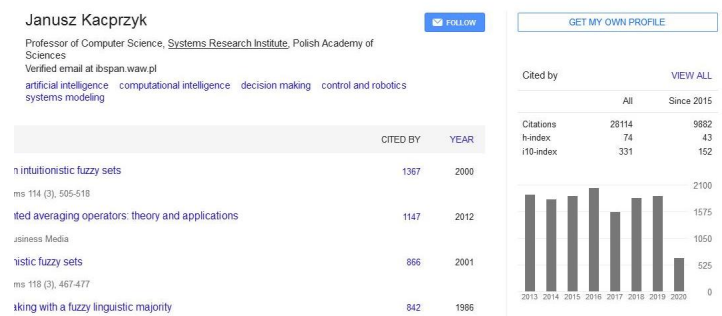 Janusz Kacprzyk
FOLLOW
Professor of Computer Science, Systems Research Institute, Polish Academy of
Sciences
Verified email at ibspan.waw.pl
artificial intelligence computational intelligence decision making control and robotics
systems modeling
CITED BY YEAR
intuitionistic fuzzy sets 1367 2000
ms 114 (3), 505-518
ted averaging operators: theory and applications 1147 2012
usiness Media
nistic fuzzy sets 866 2001
ms 118 (3), 467-477
aking with a fuzzy linguistic majority 842 1986
GET MY OWN PROFILE
Cited by VIEW ALL
All Since 2015
Citations 28114 9882
h-index 74 43
i10-index 331 152
2100
1575
1050
525
0
2013 2014 2015 2016 2017 2018 2019 2020